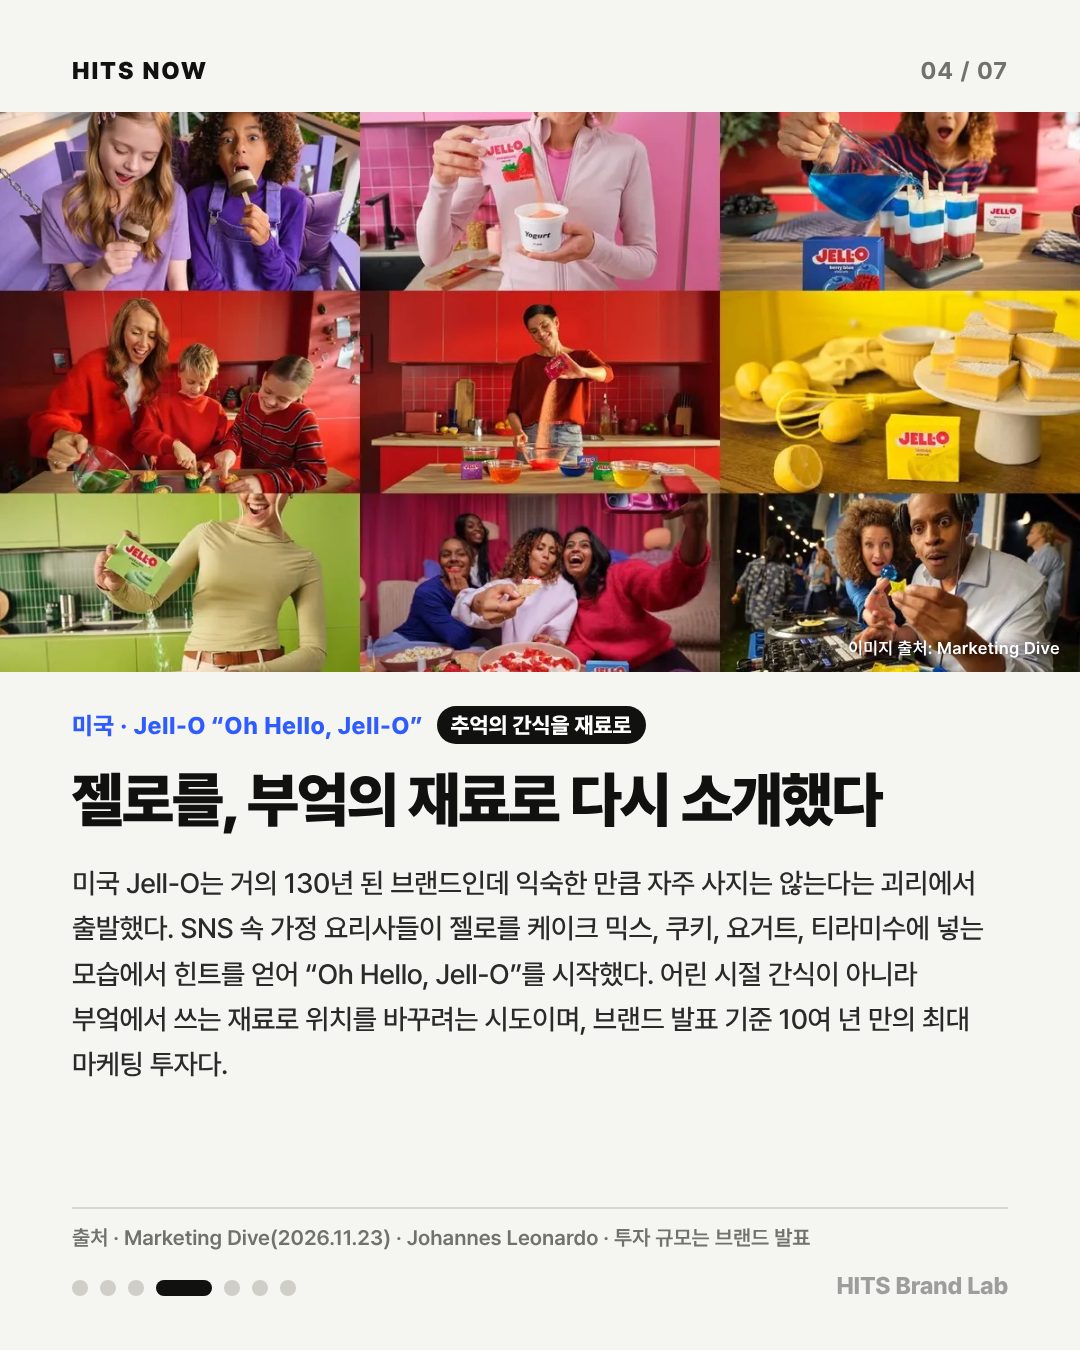 HITS NOW
04 / 07
JELL-O
Yogurt
JELL-O
JELL-O
berry blue
JELL-O
JELL-O
이미지 출처: Marketing Dive
미국 · Jell-O “Oh Hello, Jell-O”
추억의 간식을 재료로
젤로를, 부엌의 재료로 다시 소개했다
미국 Jell-O는 거의 130년 된 브랜드인데 익숙한 만큼 자주 사지는 않는다는 괴리에서
출발했다. SNS 속 가정 요리사들이 젤로를 케이크 믹스, 쿠키, 요거트, 티라미수에 넣는
모습에서 힌트를 얻어 “Oh Hello, Jell-O”를 시작했다. 어린 시절 간식이 아니라
부엌에서 쓰는 재료로 위치를 바꾸려는 시도이며, 브랜드 발표 기준 10여 년 만의 최대
마케팅 투자다.
출처 · Marketing Dive(2026.11.23) · Johannes Leonardo · 투자 규모는 브랜드 발표
HITS Brand Lab